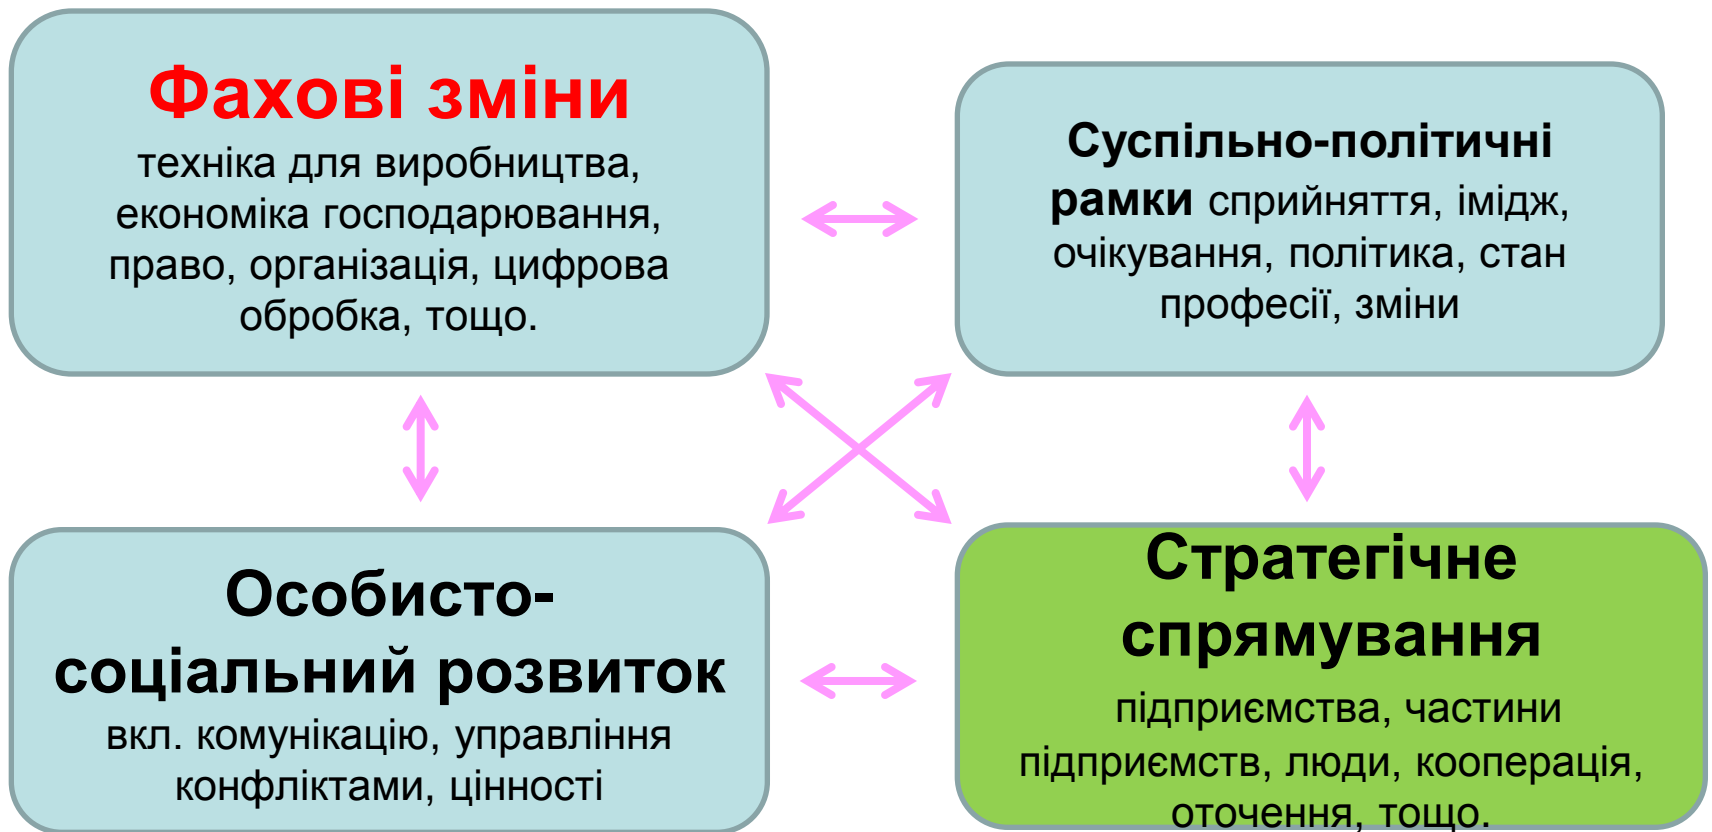 Фахові зміни
техніка для виробництва,
економіка господарювання,
право, організація, цифрова
обробка, тощо.
Суспільно-політичні
рамки сприйняття, імідж,
очікування, політика, стан
професії, зміни
Особисто-
соціальний розвиток
вкл. комунікацію, управління
конфліктами, цінності
Стратегічне
спрямування
підприємства, частини
підприємств, люди, кооперація,
оточення, тощо.